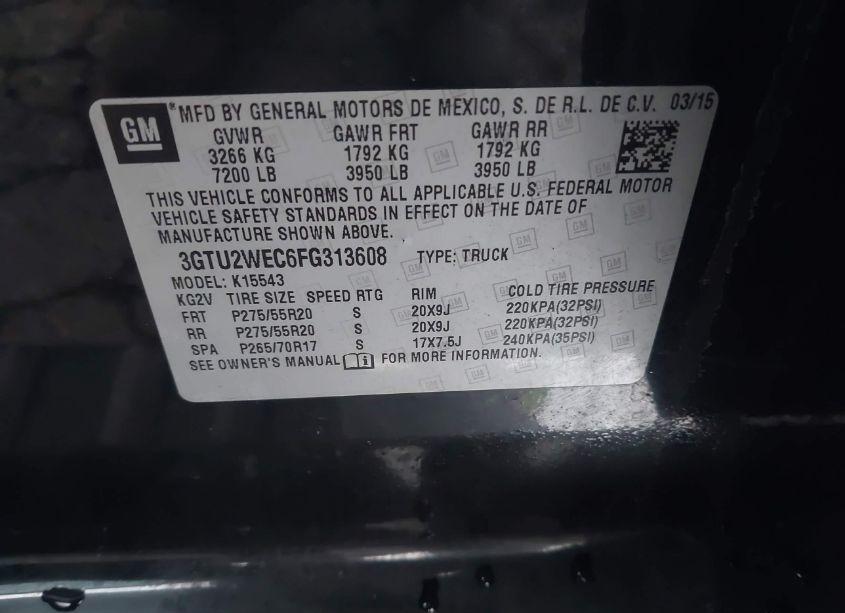 GM ® MFD BY GENERAL MOTORS DE MEXICO, S. DE R.L. DE C.V. 03/15
GVWR GAWR FRT GAWR RR
3266 KG 1792 KG 1792 KG
7200 LB 3950 LB 3950 LB
THIS VEHICLE CONFORMS TO ALL APPLICABLE U.S. FEDERAL MOTOR
VEHICLE SAFETY STANDARDS IN EFFECT ON THE DATE OF
MANUFACTURE SHOWN ABOVE.
3GTU2WEC6FG313608 TYPE: TRUCK
MODEL: K15543
KG2V TIRE SIZE SPEED RTG RIM COLD TIRE PRESSURE
FRT P275/55R20 S 20X9J 220KPA(32PSI)
RR P275/55R20 S 20X9J 220KPA(32PSI)
SPA P265/70R17 S 17X7.5J 240KPA(35PSI)
SEE OWNER'S MANUAL FOR MORE INFORMATION.